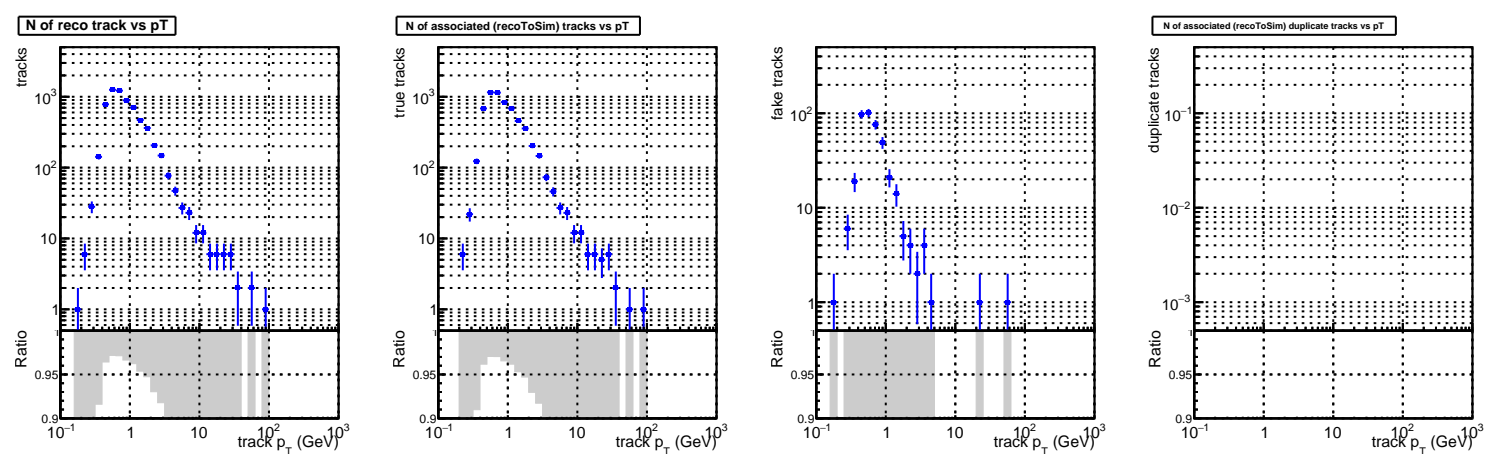 N of reco track vs pT
tracks
10³
10²
10
1
Ratio
1
0.95
0.9
10⁻¹ 1 10 10² 10³
track p_T (GeV)
N of associated (recoToSim) tracks vs pT
true tracks
10³
10²
10
1
Ratio
1
0.95
0.9
10⁻¹ 1 10 10² 10³
track p_T (GeV)
fake tracks
10²
10
1
Ratio
1
0.95
0.9
10⁻¹ 1 10 10² 10³
track p_T (GeV)
N of associated (recoToSim) duplicate tracks vs pT
duplicate tracks
10⁻¹
10⁻²
10⁻³
Ratio
1
0.95
0.9
10⁻¹ 1 10 10² 10³
track p_T (GeV)